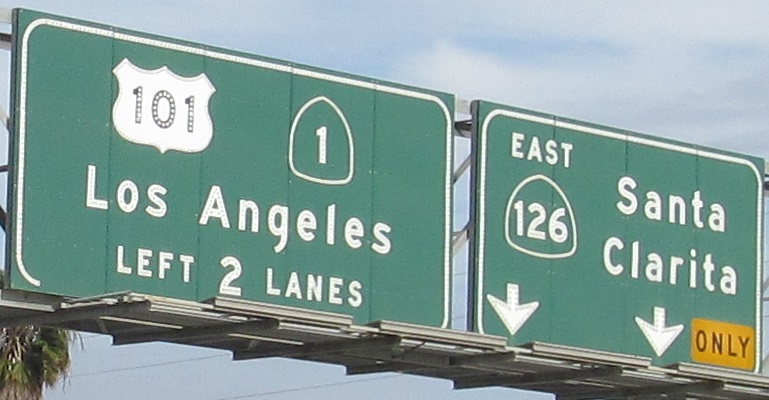 101 1
Los Angeles
LEFT 2 LANES
EAST
126
Santa
Clarita
ONLY